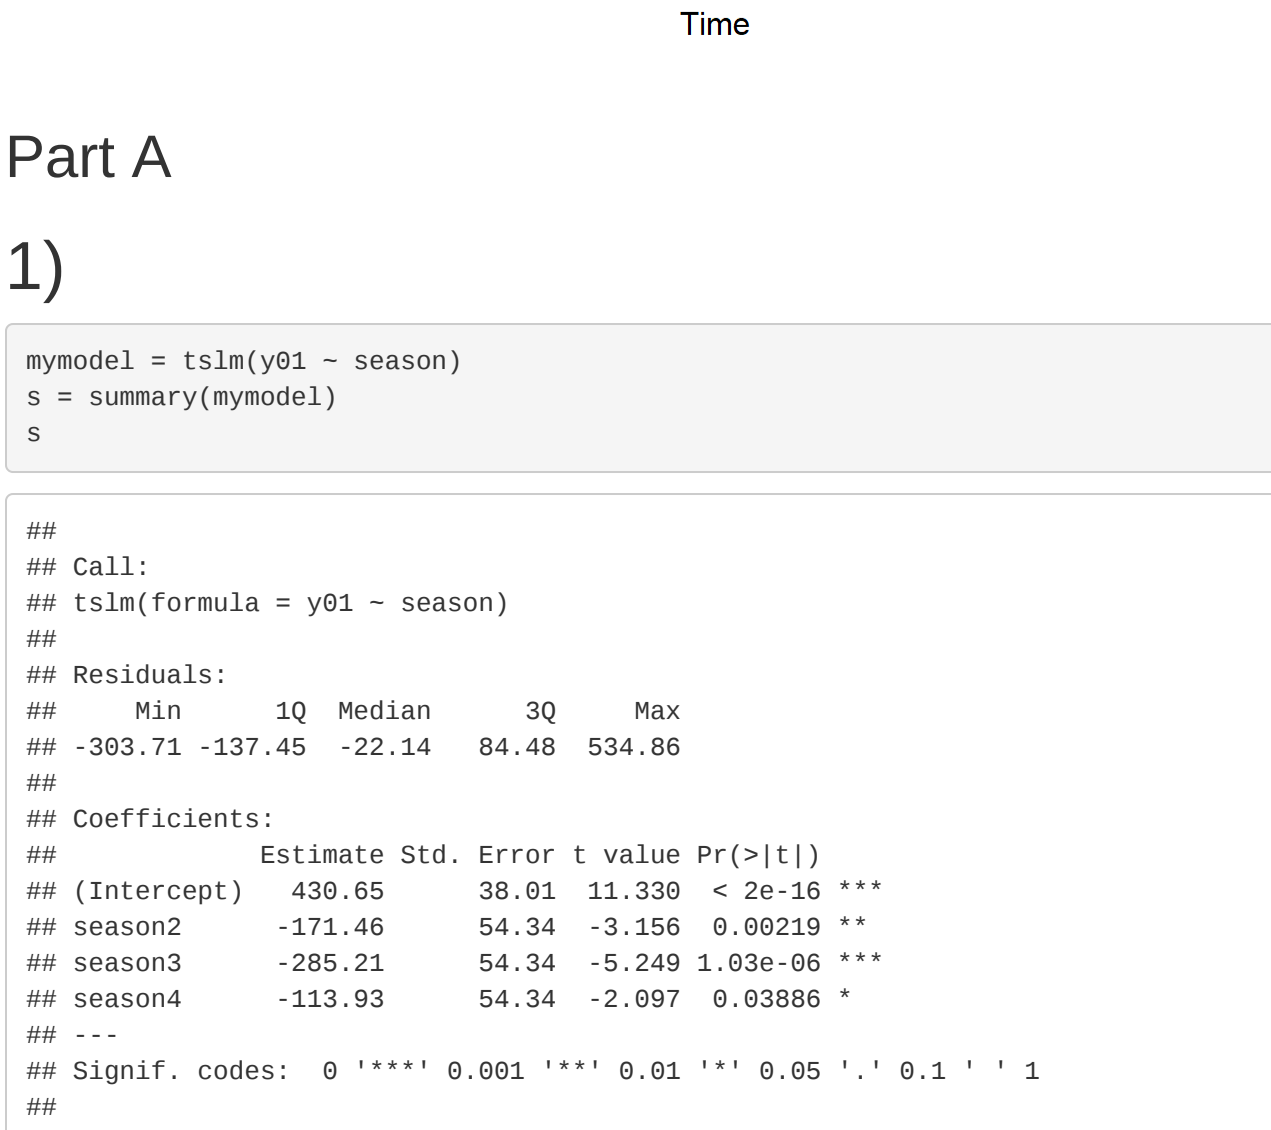 Time
Part A
1)
mymodel = tslm(y01 ~ season)
s = summary(mymodel)
s
##
## Call:
## tslm(formula = y01 ~ season)
##
## Residuals:
##     Min      1Q  Median      3Q     Max
## -303.71 -137.45  -22.14   84.48  534.86
##
## Coefficients:
##             Estimate Std. Error t value Pr(>|t|)
## (Intercept)   430.65      38.01  11.330  < 2e-16 ***
## season2      -171.46      54.34  -3.156  0.00219 **
## season3      -285.21      54.34  -5.249 1.03e-06 ***
## season4      -113.93      54.34  -2.097  0.03886 *
## ---
## Signif. codes:  0 '***' 0.001 '**' 0.01 '*' 0.05 '.' 0.1 ' ' 1
##